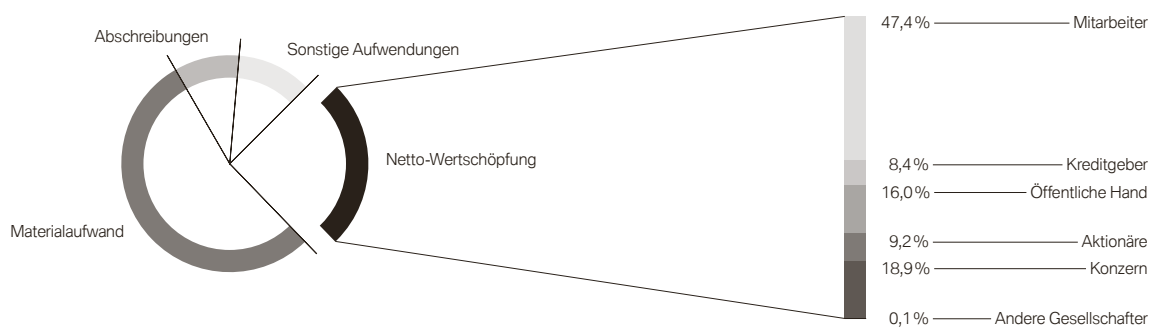 Abschreibungen
Sonstige Aufwendungen
Netto-Wertschöpfung
Materialaufwand
47,4 % Mitarbeiter
8,4 % Kreditgeber
16,0 % Öffentliche Hand
9,2 % Aktionäre
18,9 % Konzern
0,1 % Andere Gesellschafter